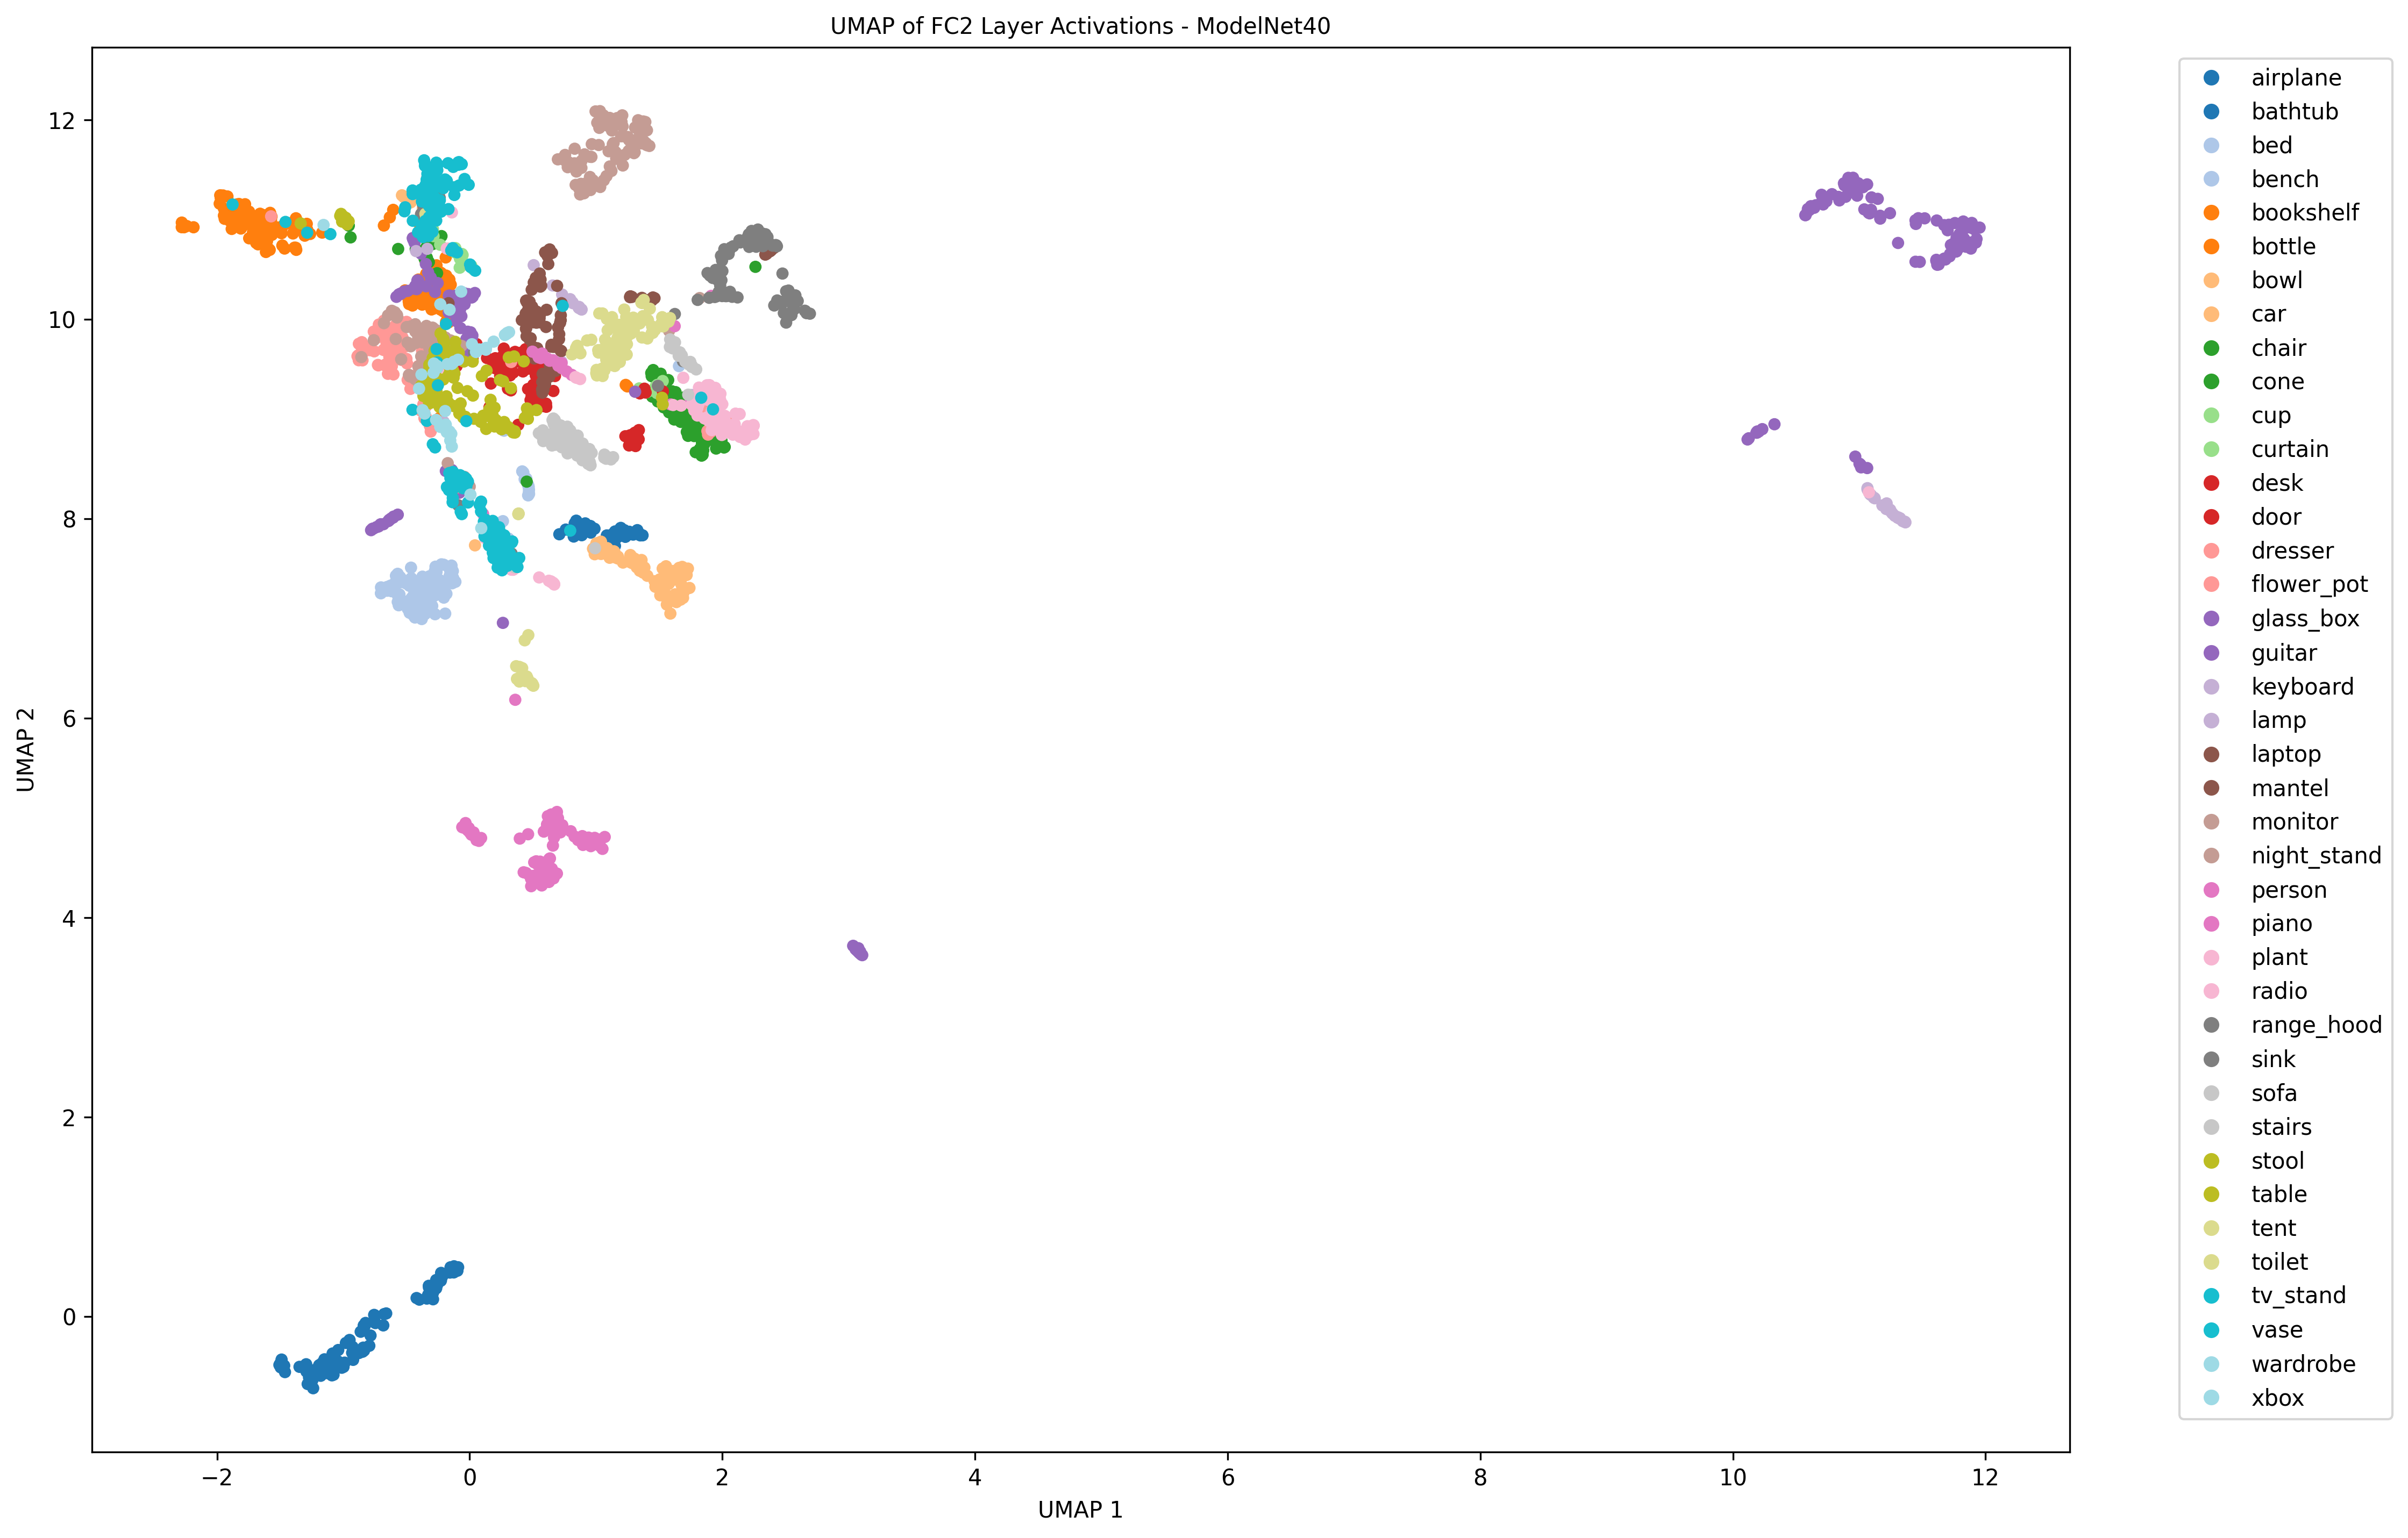 UMAP of FC2 Layer Activations - ModelNet40
12
10
8
6
4
2
0
UMAP 2
−2
0
2
4
6
8
10
12
UMAP 1
airplane
bathtub
bed
bench
bookshelf
bottle
bowl
car
chair
cone
cup
curtain
desk
door
dresser
flower_pot
glass_box
guitar
keyboard
lamp
laptop
mantel
monitor
night_stand
person
piano
plant
radio
range_hood
sink
sofa
stairs
stool
table
tent
toilet
tv_stand
vase
wardrobe
xbox